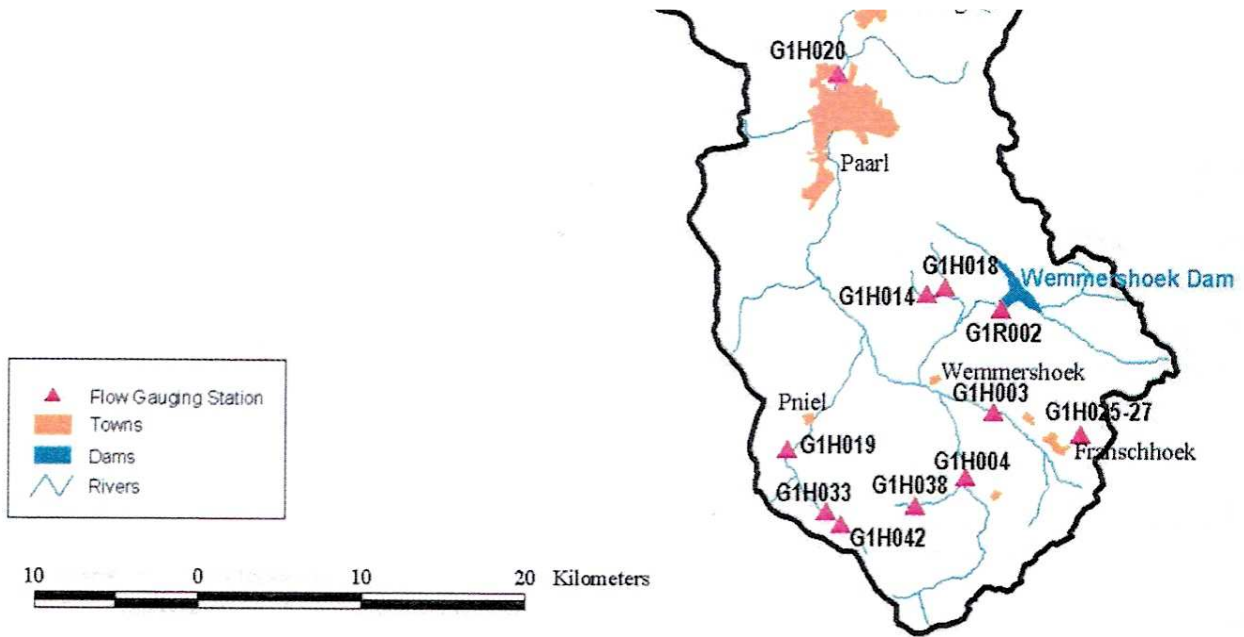 G1H020
Paarl
G1H018
Wemmershoek Dam
G1H014
G1R002
Wemmershoek
G1H003
Pniel
G1H025-27
Franschhoek
G1H019
G1H004
G1H038
G1H033
G1H042
Flow Gauging Station
Towns
Dams
Rivers
10 0 10 20 Kilometers